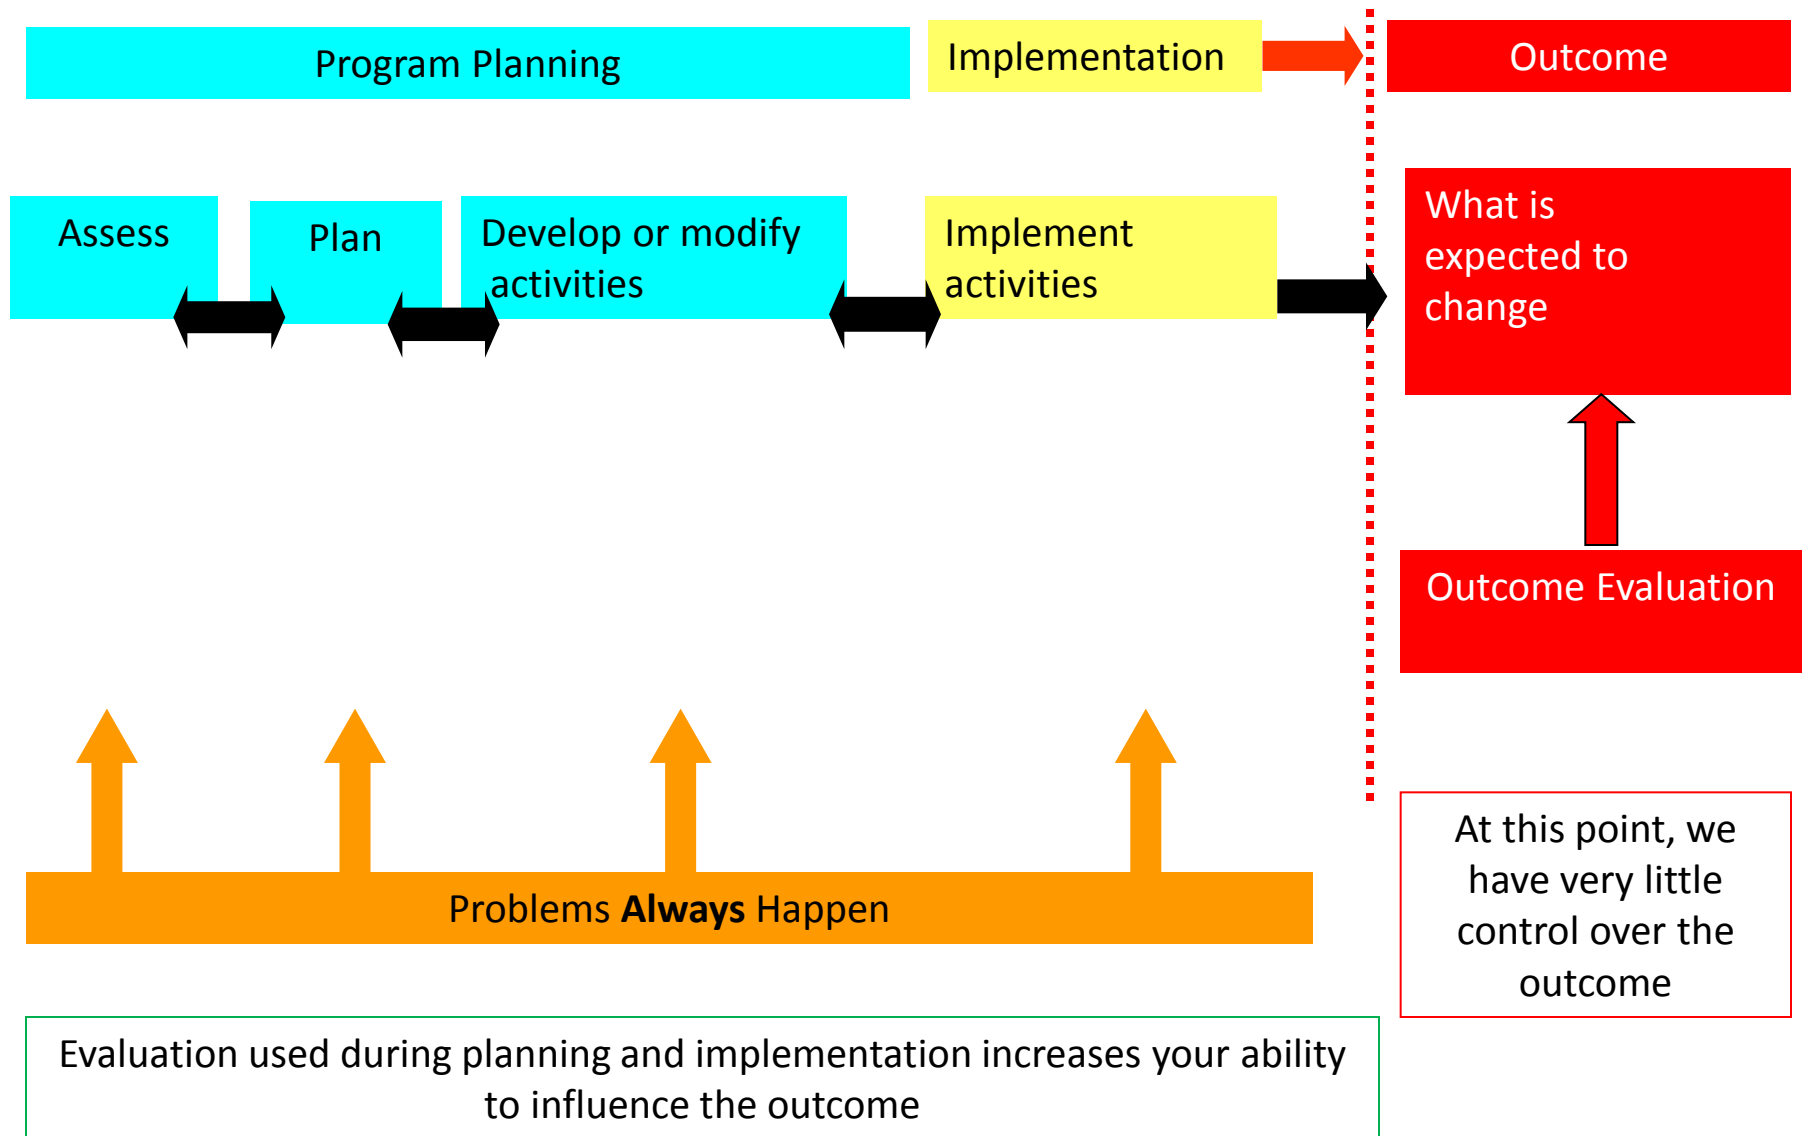 Program Planning
Implementation
Outcome
Assess
Plan
Develop or modify
activities
Implement
activities
What is
expected to
change
Outcome Evaluation
Problems Always Happen
At this point, we
have very little
control over the
outcome
Evaluation used during planning and implementation increases your ability
to influence the outcome